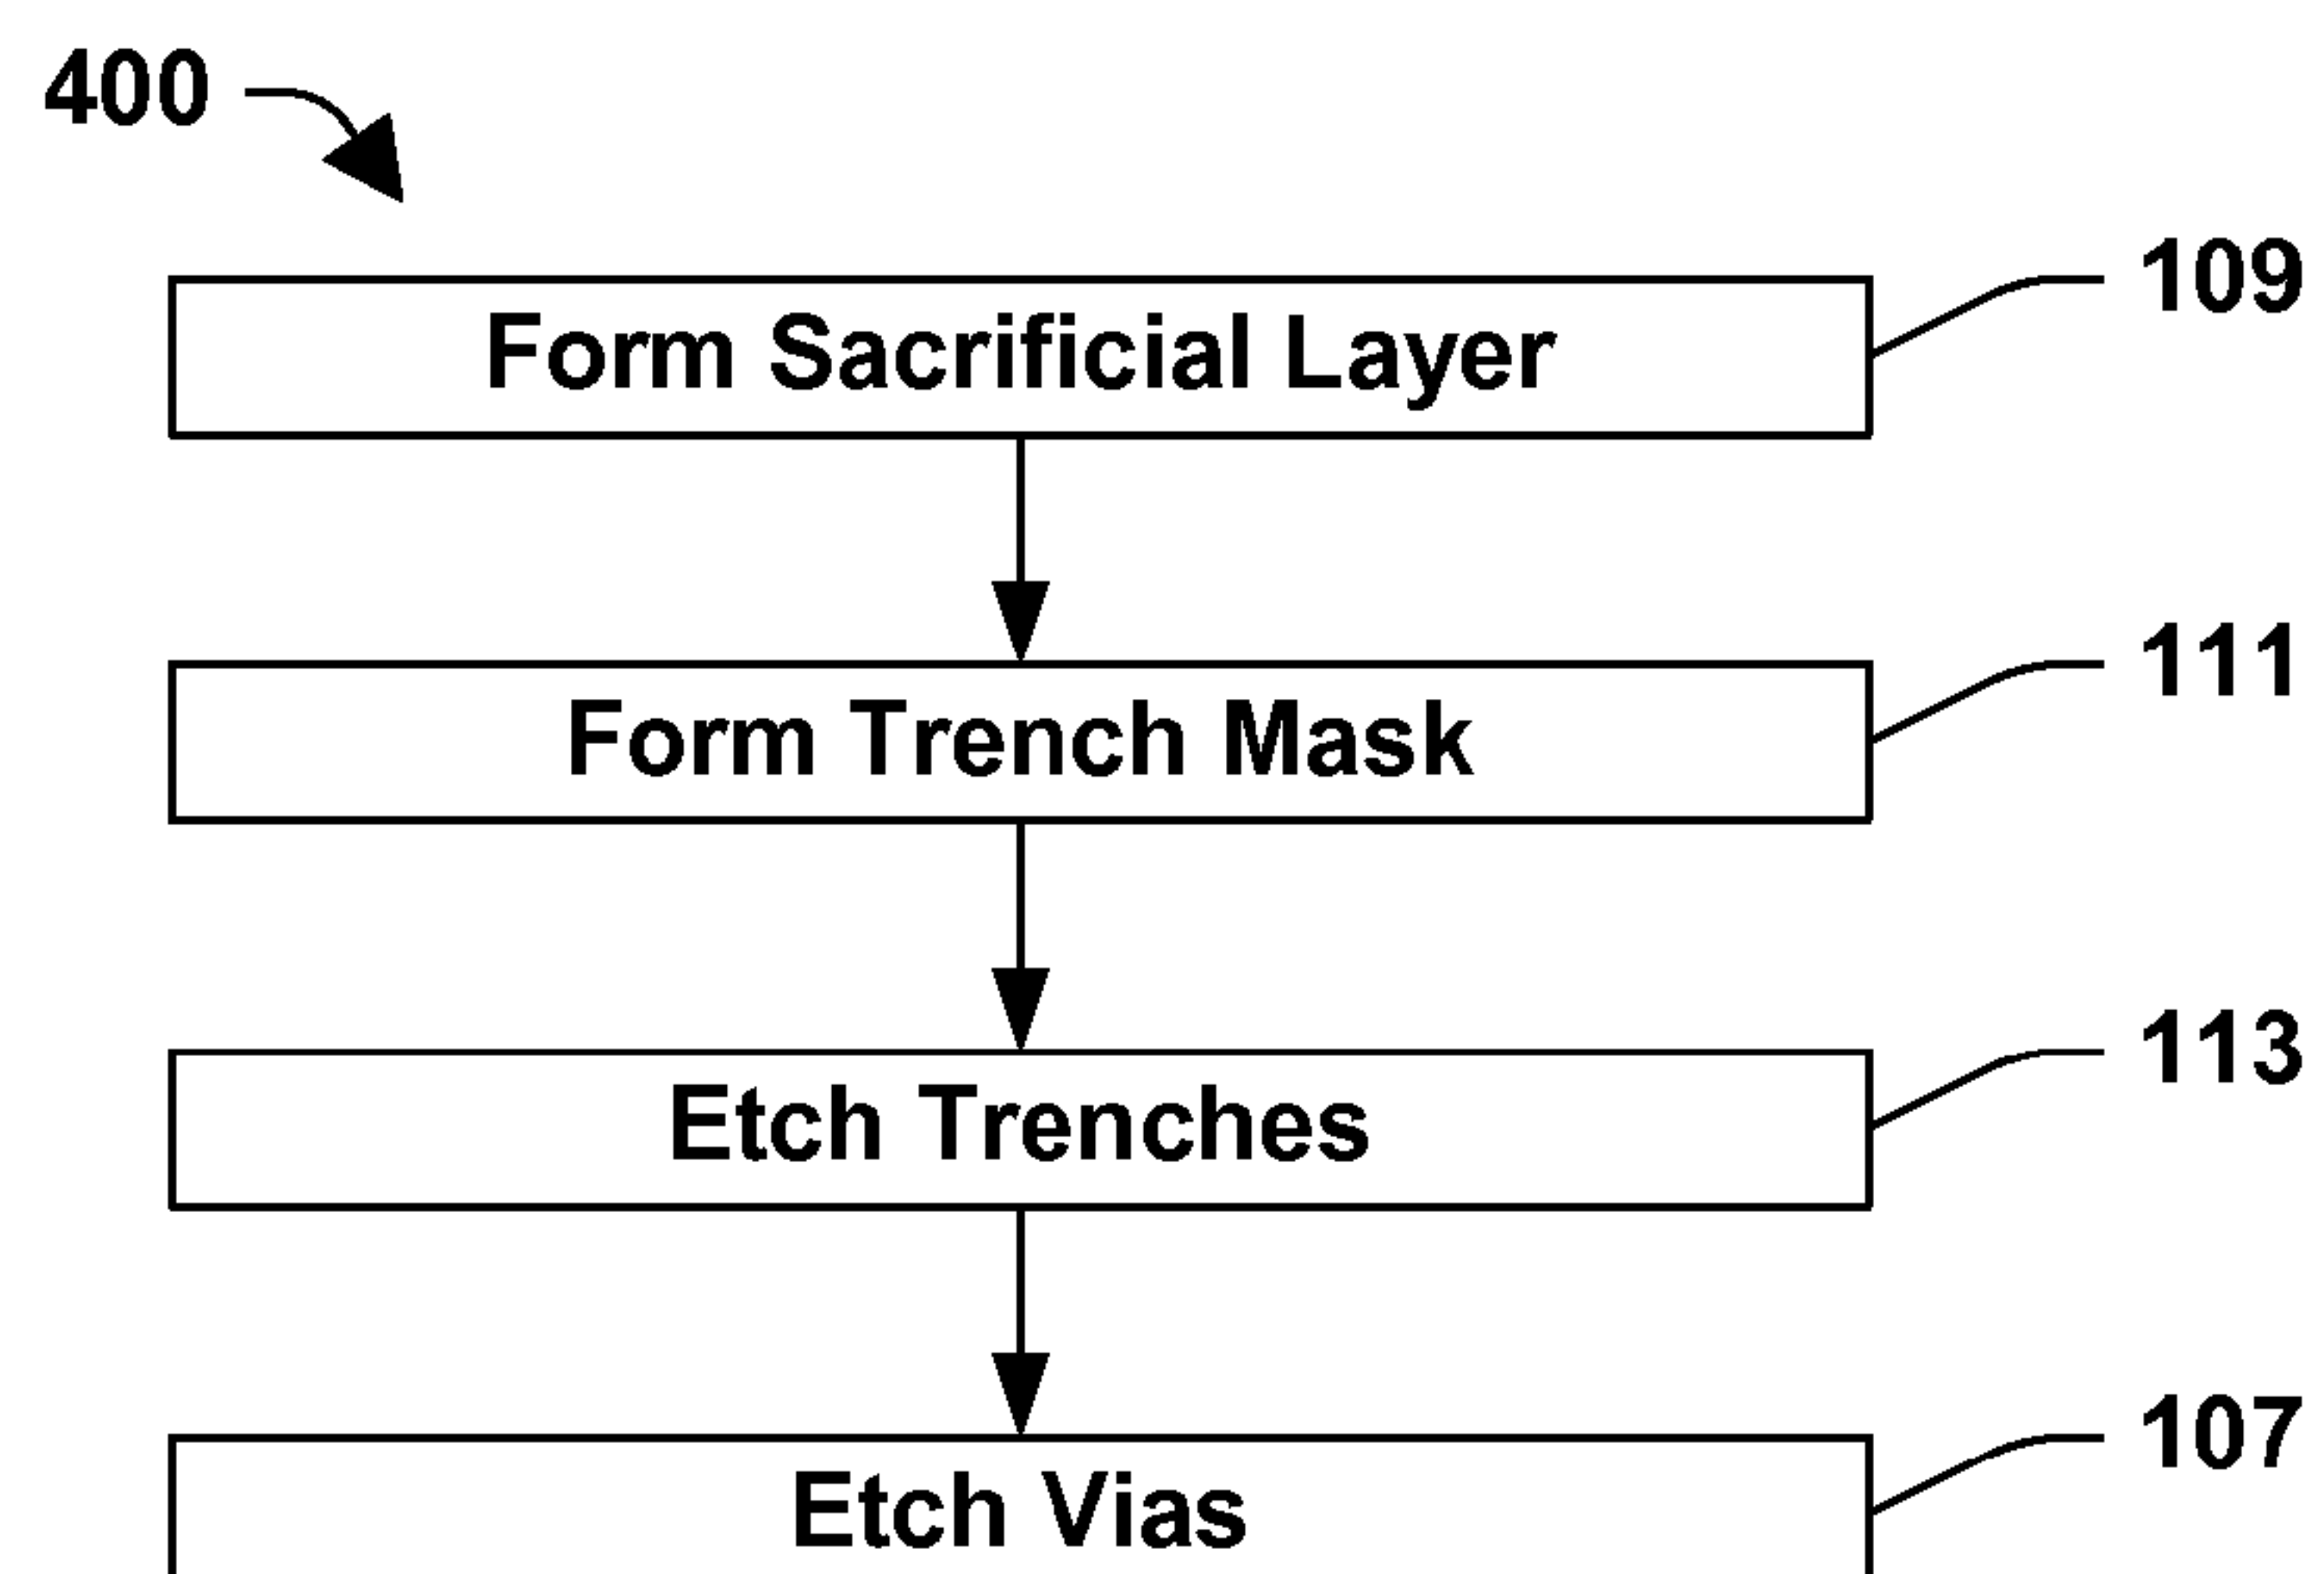 400
Form Sacrificial Layer
109
Form Trench Mask
111
Etch Trenches
113
Etch Vias
107